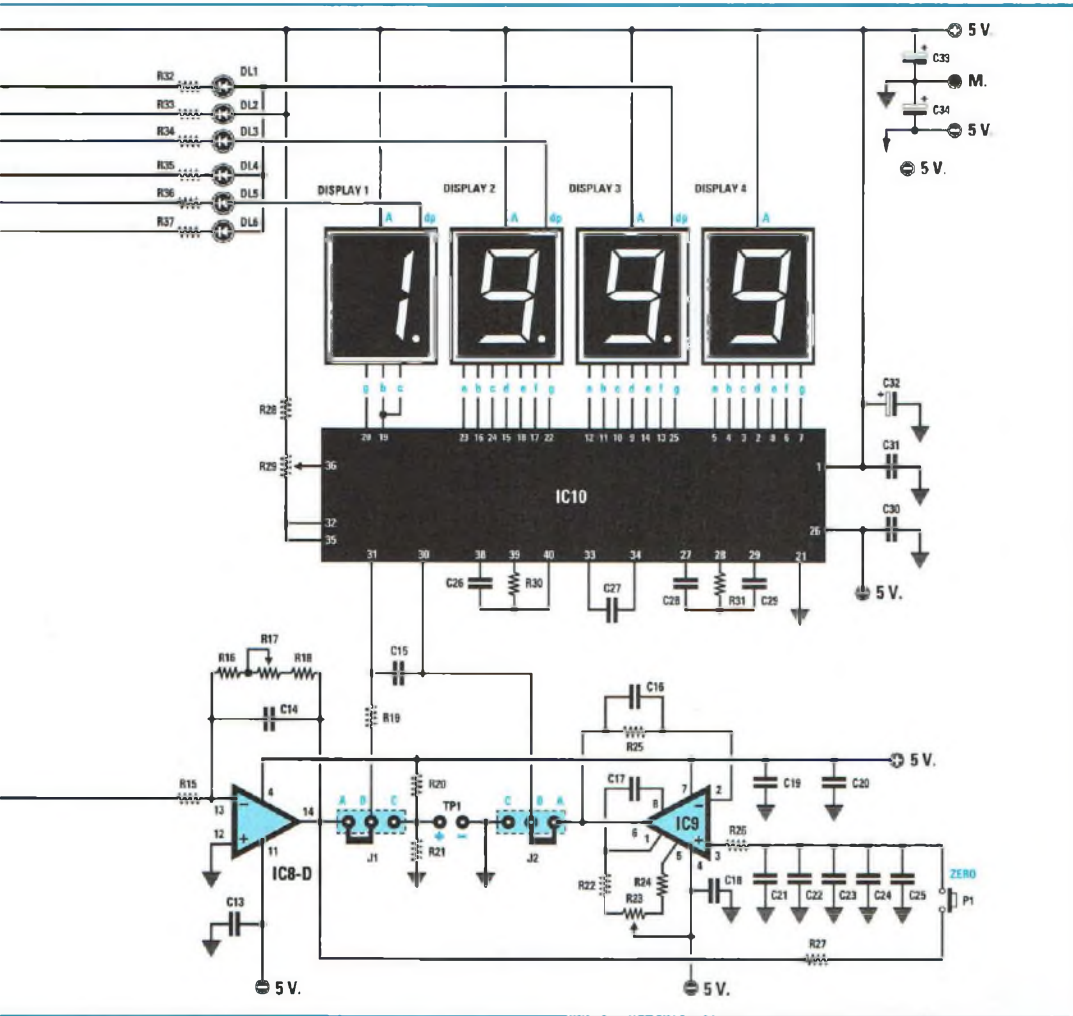 5 V.
C33
M.
C34
5 V.
5 V.
R32 DL1
R33 DL2
R34 DL3
R35 DL4
R36 DL5
R37 DL6
DISPLAY 1 DISPLAY 2 DISPLAY 3 DISPLAY 4
A dp A dp A dp A
1. 9. 9. 9
g b c a b c d e f g a b c d e f g a b c d e f g
20 19 23 16 24 15 18 17 22 12 11 10 9 14 13 25 5 4 3 2 8 6 7
R28
R29
36
IC10
1
32
35
26
31 30 38 39 40 33 34 27 28 29 21
C32
C31
C30
5 V.
C26 R30 C27 C28 R31 C29
R16 R17 R18
C15
C14
R19
C16
R25
5 V.
R15
4
13
12
14
11
IC8-D
A B C
J1
R20
TP1
+ -
R21
C B A
J2
C17
8
7
2
6
1
5
4
3
IC9
R26
C19 C20
R22
R23
R24
C18
C21 C22 C23 C24 C25
ZERO
P1
C13
R27
5 V.
5 V.